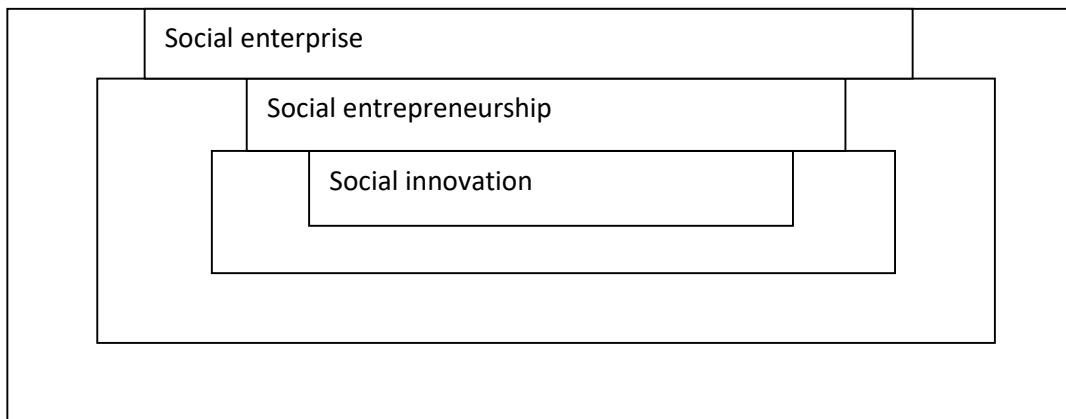 Social enterprise
Social entrepreneurship
Social innovation